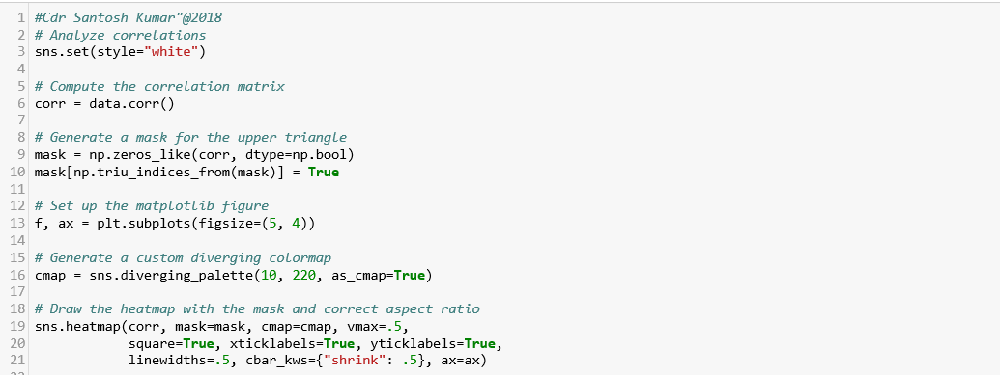 1 #Cdr Santosh Kumar"@2018
2 # Analyze correlations
3 sns.set(style="white")
4
5 # Compute the correlation matrix
6 corr = data.corr()
7
8 # Generate a mask for the upper triangle
9 mask = np.zeros_like(corr, dtype=np.bool)
10 mask[np.triu_indices_from(mask)] = True
11
12 # Set up the matplotlib figure
13 f, ax = plt.subplots(figsize=(5, 4))
14
15 # Generate a custom diverging colormap
16 cmap = sns.diverging_palette(10, 220, as_cmap=True)
17
18 # Draw the heatmap with the mask and correct aspect ratio
19 sns.heatmap(corr, mask=mask, cmap=cmap, vmax=.5,
20             square=True, xticklabels=True, yticklabels=True,
21             linewidths=.5, cbar_kws={"shrink": .5}, ax=ax)